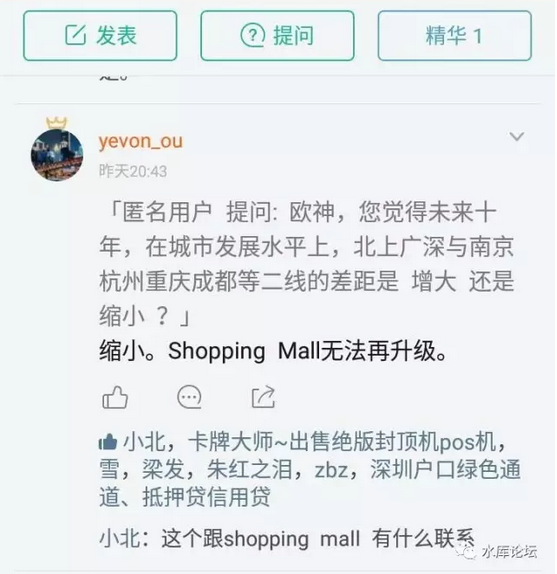 发表
提问
精华 1
yevon_ou
昨天20:43
「匿名用户 提问: 欧神，您觉得未来十
年，在城市发展水平上，北上广深与南京
杭州重庆成都等二线的差距是 增大 还是
缩小 ？」
缩小。Shopping Mall无法再升级。
小北，卡牌大师~出售绝版封顶机pos机，
雪，梁发，朱红之泪，zbz，深圳户口绿色通
道、抵押贷信用贷
小北：这个跟shopping mall 有什么联系
水库论坛